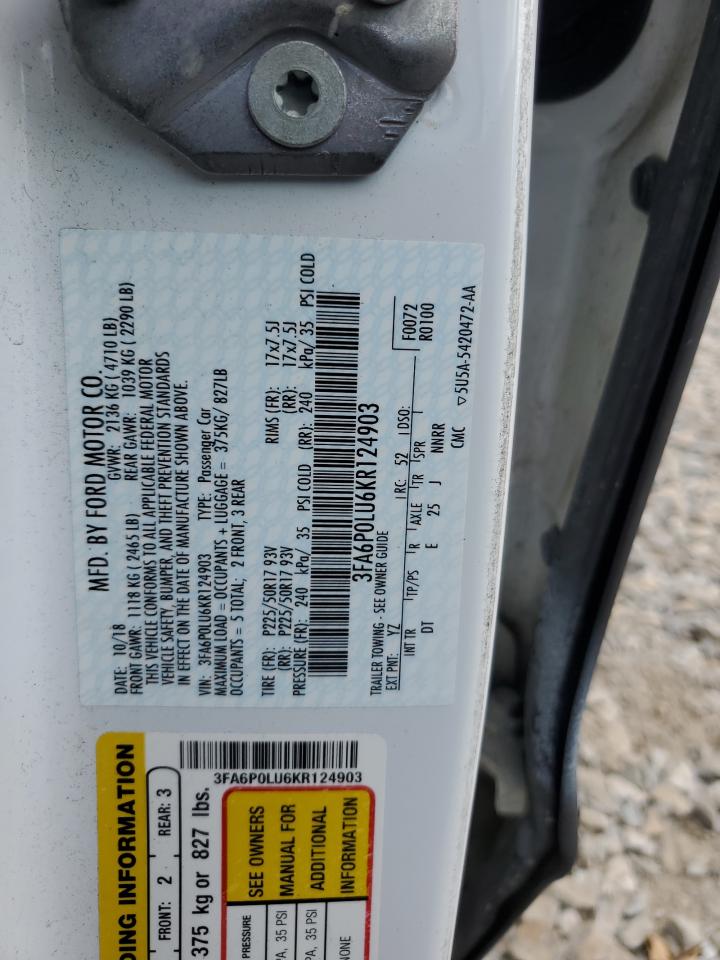 MFD. BY FORD MOTOR CO.
DATE: 10/18 GVWR: 2136 KG ( 4710 LB)
FRONT GAWR: 1118 KG ( 2465 LB) REAR GAWR: 1039 KG ( 2290 LB)
THIS VEHICLE CONFORMS TO ALL APPLICABLE FEDERAL MOTOR
VEHICLE SAFETY, BUMPER, AND THEFT PREVENTION STANDARDS
IN EFFECT ON THE DATE OF MANUFACTURE SHOWN ABOVE.
VIN: 3FA6P0LU6KR124903 TYPE: Passenger Car
MAXIMUM LOAD = OCCUPANTS + LUGGAGE = 375KG/ 827LB
OCCUPANTS = 5 TOTAL; 2 FRONT, 3 REAR
TIRE (FR): P225/50R17 93V RIMS (FR): 17x7.5J
(RR): P225/50R17 93V (RR): 17x7.5J
PRESSURE (FR): 240 kPa/ 35 PSI COLD (RR): 240 kPa/ 35 PSI COLD
3FA6P0LU6KR124903
TRAILER TOWING - SEE OWNER GUIDE
EXT PNT: YZ RC: 52 DSO: F0072
INT TR TP/PS R AXLE TR SPR R0100
DT E 25 J NNRR
CMC ▽5U5A-5420472-AA
DING INFORMATION
FRONT: 2 REAR: 3
375 kg or 827 lbs.
3FA6P0LU6KR124903
PRESSURE
PA, 35 PSI
PA, 35 PSI
NONE
SEE OWNERS
MANUAL FOR
ADDITIONAL
INFORMATION